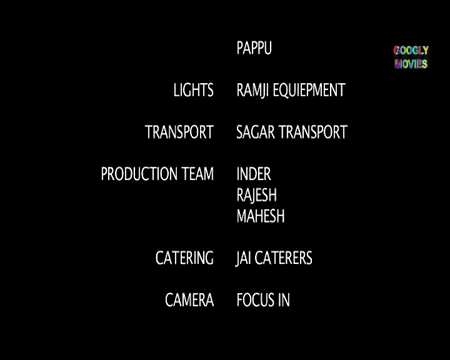 PAPPU
GOOGLY
MOVIES
LIGHTS RAMJI EQUIEPMENT
TRANSPORT SAGAR TRANSPORT
PRODUCTION TEAM INDER
RAJESH
MAHESH
CATERING JAI CATERERS
CAMERA FOCUS IN